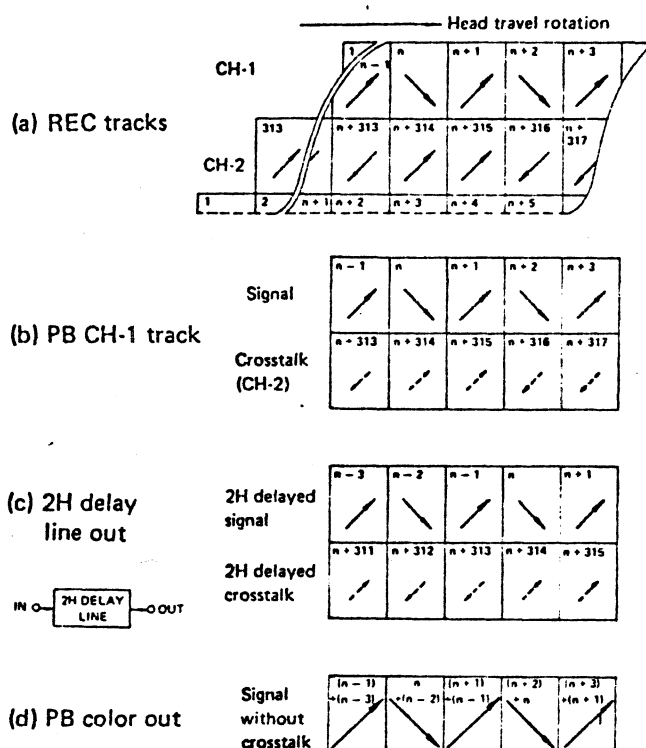 Head travel rotation
CH-1
1 n - 1 n n + 1 n + 2 n + 3
(a) REC tracks
313 n + 313 n + 314 n + 315 n + 316 n + 317
CH-2
1 2 n + 1 n + 2 n + 3 n + 4 n + 5
n - 1 n n + 1 n + 2 n + 3
Signal
(b) PB CH-1 track
n + 313 n + 314 n + 315 n + 316 n + 317
Crosstalk
(CH-2)
n - 3 n - 2 n - 1 n n + 1
(c) 2H delay
line out
2H delayed
signal
n + 311 n + 312 n + 313 n + 314 n + 315
2H delayed
crosstalk
IN 2H DELAY LINE OUT
(n - 1) n (n + 1) (n + 2) (n + 3)
+(n - 3) +(n - 2) +(n - 1) + n +(n + 1)
(d) PB color out
Signal
without
crosstalk